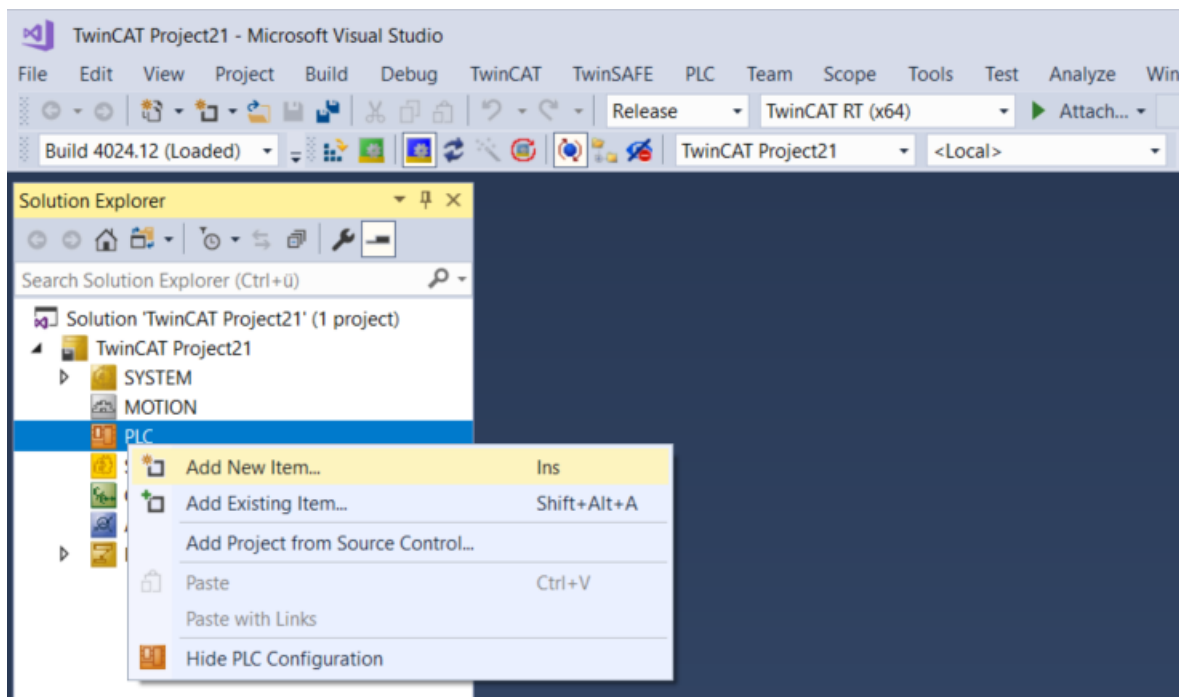 TwinCAT Project21 - Microsoft Visual Studio
File Edit View Project Build Debug TwinCAT TwinSAFE PLC Team Scope Tools Test Analyze Win
Release TwinCAT RT (x64) Attach...
Build 4024.12 (Loaded) TwinCAT Project21 <Local>
Solution Explorer
Search Solution Explorer (Ctrl+ü)
Solution 'TwinCAT Project21' (1 project)
TwinCAT Project21
SYSTEM
MOTION
PLC
Add New Item... Ins
Add Existing Item... Shift+Alt+A
Add Project from Source Control...
Paste Ctrl+V
Paste with Links
Hide PLC Configuration